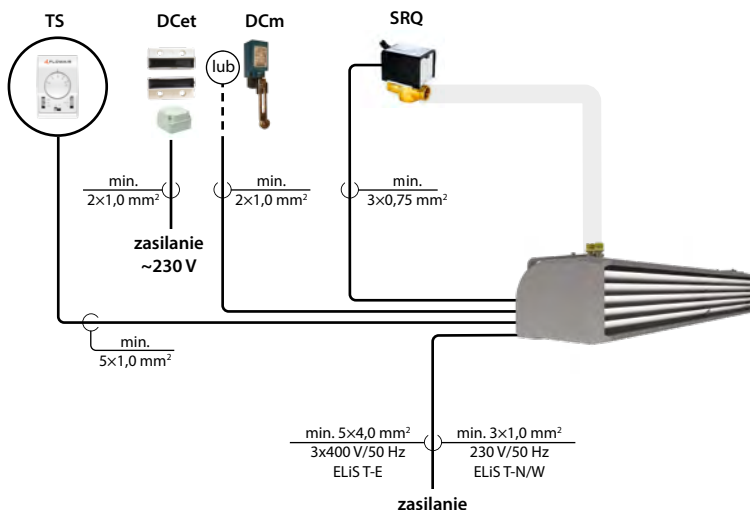 TS
DCet
DCm
SRQ
FLOWAIR
lub
min.
2×1,0 mm²
min.
2×1,0 mm²
min.
3×0,75 mm²
zasilanie
~230 V
min.
5×1,0 mm²
min. 5×4,0 mm²
3x400 V/50 Hz
ELiS T-E
min. 3×1,0 mm²
230 V/50 Hz
ELiS T-N/W
zasilanie